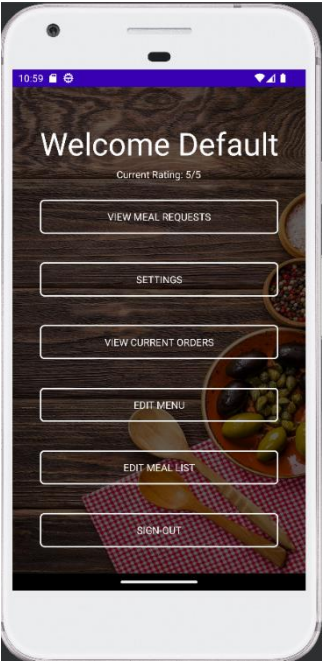 10:59
Welcome Default
Current Rating: 5/5
VIEW MEAL REQUESTS
SETTINGS
VIEW CURRENT ORDERS
EDIT MENU
EDIT MEAL LIST
SIGN-OUT